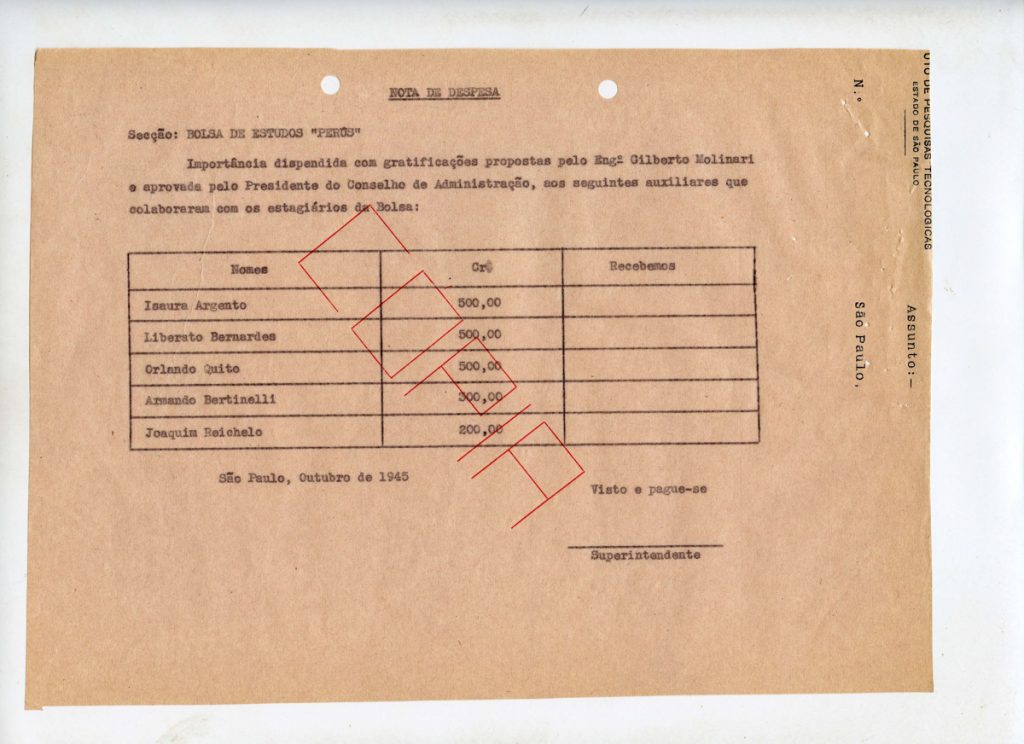 NOTA DE DESPESA
Secção: BOLSA DE ESTUDOS "PERÚS"
Importância dispendida com gratificações propostas pelo Engº Gilberto Molinari
e aprovada pelo Presidente do Conselho de Administração, aos seguintes auxiliares que
colaboraram com os estagiários da Bolsa:
Nomes Cr$ Recebemos
Isaura Argento 500,00
Liberato Bernardes 500,00
Orlando Quito 500,00
Armando Bertinelli 300,00
Joaquim Reichelo 200,00
São Paulo, Outubro de 1945
Visto e pague-se
Superintendente
UTO DE PESQUISAS TECNOLOGICAS
ESTADO DE SÃO PAULO
N.º
Assunto:—
São Paulo,